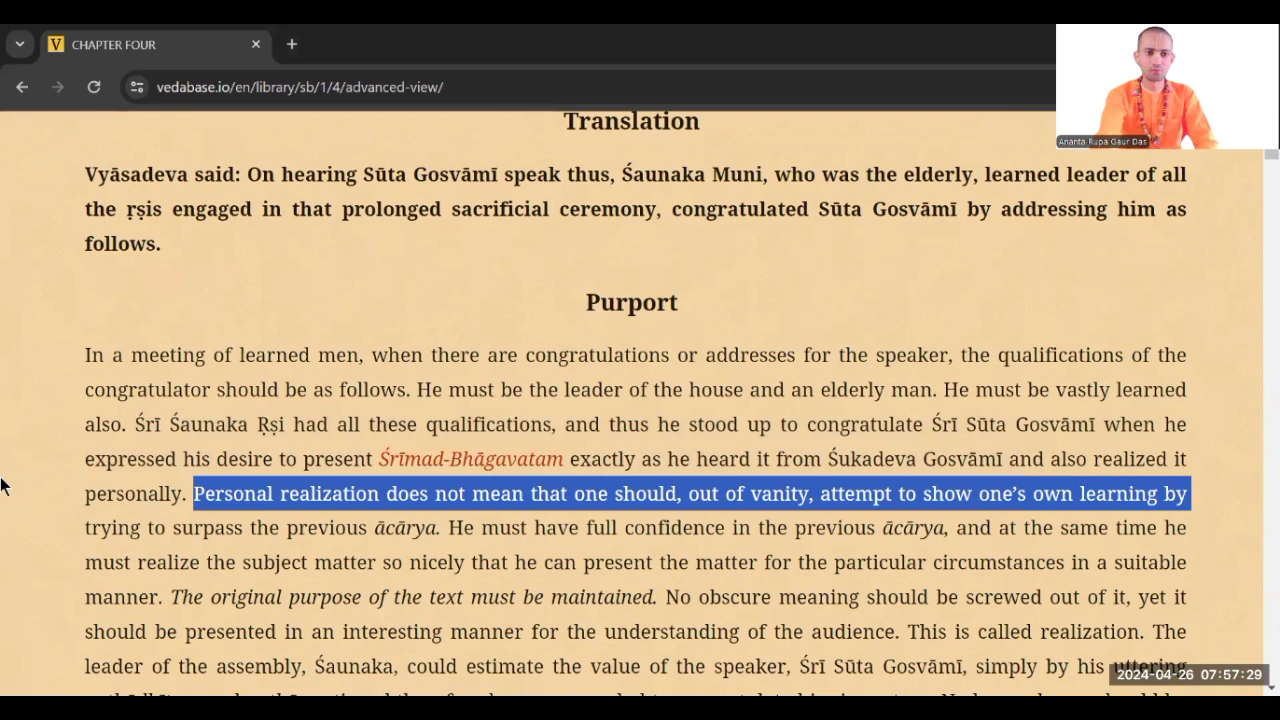 CHAPTER FOUR
vedabase.io/en/library/sb/1/4/advanced-view/
Ananta Rupa Gaur Das
Translation
Vyāsadeva said: On hearing Sūta Gosvāmī speak thus, Śaunaka Muni, who was the elderly, learned leader of all
the ṛṣis engaged in that prolonged sacrificial ceremony, congratulated Sūta Gosvāmī by addressing him as
follows.
Purport
In a meeting of learned men, when there are congratulations or addresses for the speaker, the qualifications of the
congratulator should be as follows. He must be the leader of the house and an elderly man. He must be vastly learned
also. Śrī Śaunaka Ṛṣi had all these qualifications, and thus he stood up to congratulate Śrī Sūta Gosvāmī when he
expressed his desire to present Śrīmad-Bhāgavatam exactly as he heard it from Śukadeva Gosvāmī and also realized it
personally. Personal realization does not mean that one should, out of vanity, attempt to show one’s own learning by
trying to surpass the previous ācārya. He must have full confidence in the previous ācārya, and at the same time he
must realize the subject matter so nicely that he can present the matter for the particular circumstances in a suitable
manner. The original purpose of the text must be maintained. No obscure meaning should be screwed out of it, yet it
should be presented in an interesting manner for the understanding of the audience. This is called realization. The
leader of the assembly, Śaunaka, could estimate the value of the speaker, Śrī Sūta Gosvāmī, simply by his uttering
2024-04-26 07:57:29